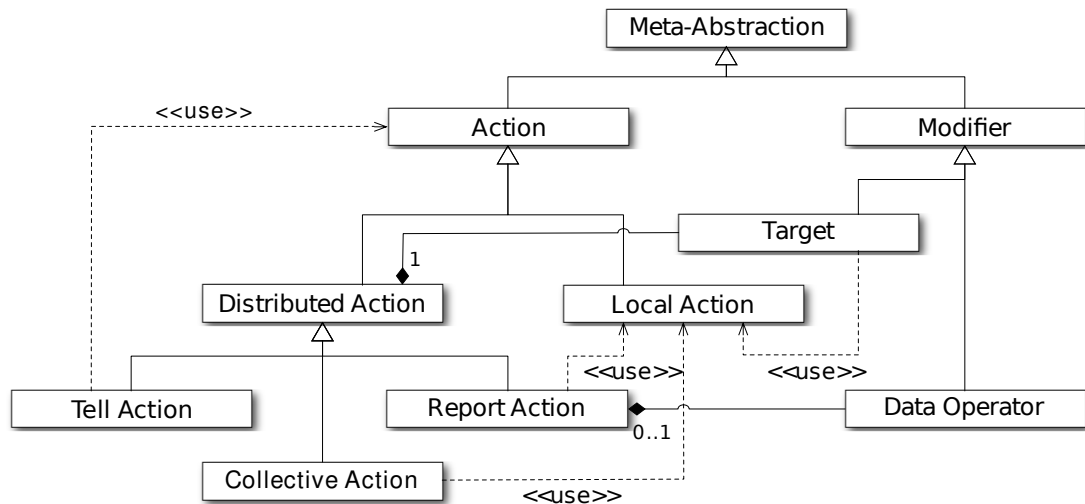 Meta-Abstraction
<<use>>
Action
Modifier
Target
1
Distributed Action
Local Action
<<use>>
<<use>>
Tell Action
Report Action
Data Operator
0..1
Collective Action
<<use>>